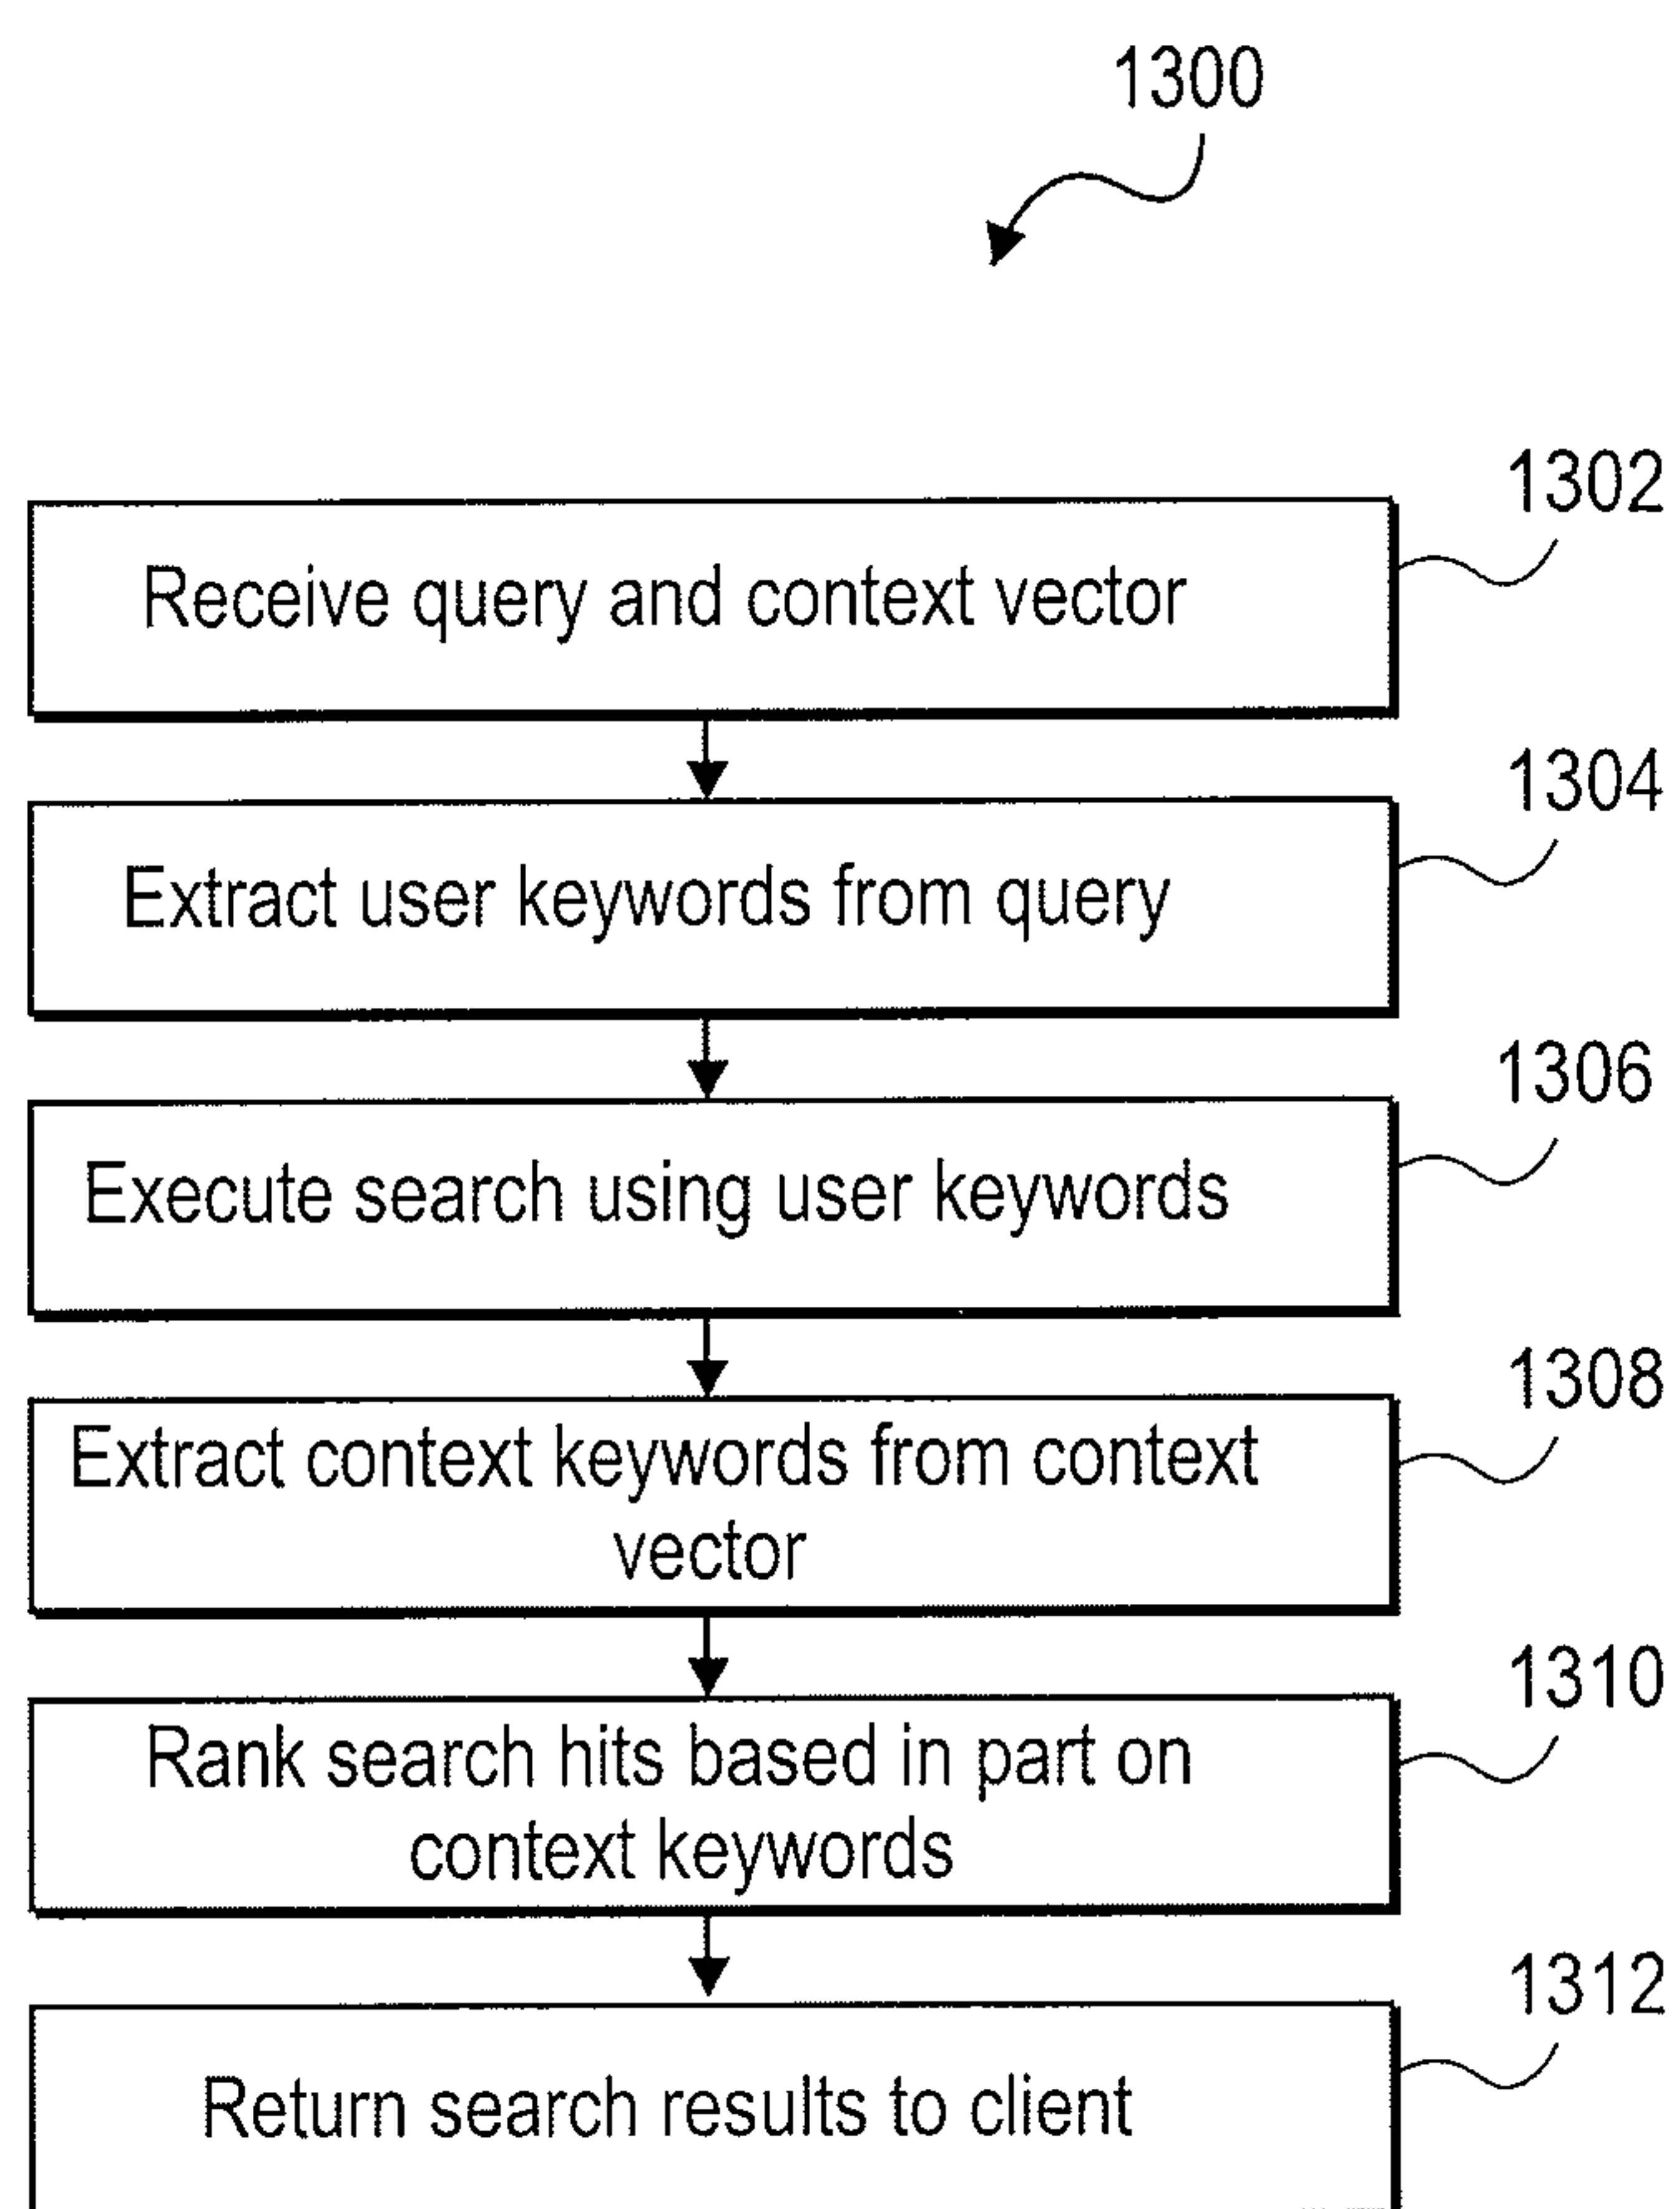 1300
1302
Receive query and context vector
1304
Extract user keywords from query
1306
Execute search using user keywords
1308
Extract context keywords from context
vector
1310
Rank search hits based in part on
context keywords
1312
Return search results to client